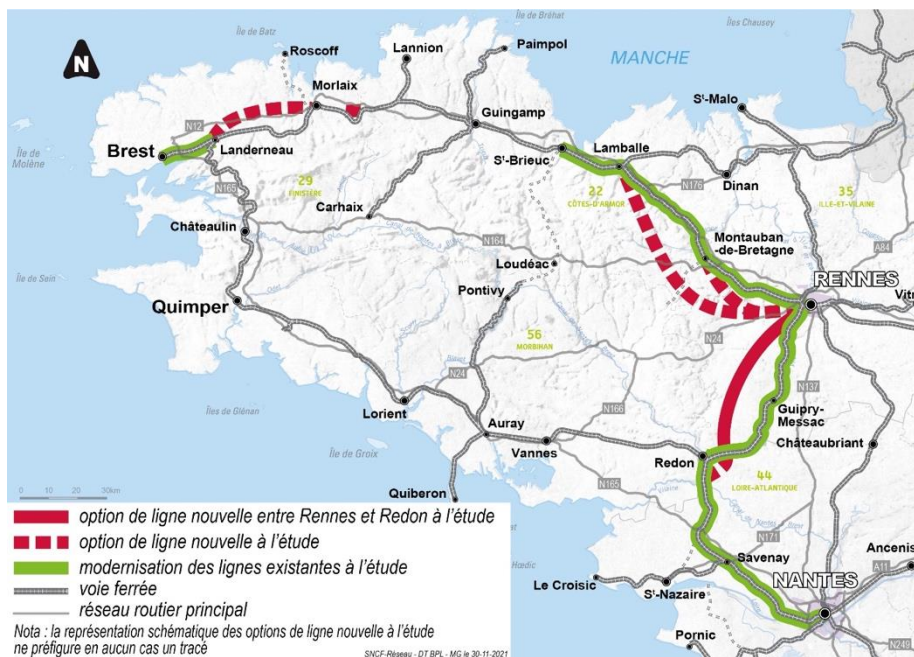 Île de Batz
Île de Bréhat
Îles Chausey
N
Roscoff
Lannion
Paimpol
MANCHE
Morlaix
Guingamp
St-Malo
N12
Île de
Molène
Brest
Landerneau
St-Brieuc
Lamballe
N165
29
FINISTÈRE
22
CÔTES-D'ARMOR
N176
Dinan
35
ILLE-ET-VILAINE
Carhaix
Châteaulin
N164
Montauban
-de-Bretagne
A84
Île de Sein
Loudéac
RENNES
Vitr
Quimper
Pontivy
56
MORBIHAN
N24
Blavet
N24
N137
Îles de Glénan
Lorient
N166
Guipry-
Messac
Auray
Châteaubriant
Île de Groix
Vannes
Redon
44
LOIRE-ATLANTIQUE
Quiberon
N165
Vilaine
0
30km
N171
Ancenis
Savenay
Hœdic
A11
Le Croisic
St-Nazaire
NANTES
Pornic
N249
option de ligne nouvelle entre Rennes et Redon à l'étude
option de ligne nouvelle à l'étude
modernisation des lignes existantes à l'étude
voie ferrée
réseau routier principal
Nota : la représentation schématique des options de ligne nouvelle à l'étude
ne préfigure en aucun cas un tracé
SNCF-Réseau - DT BPL - MG le 30-11-2021